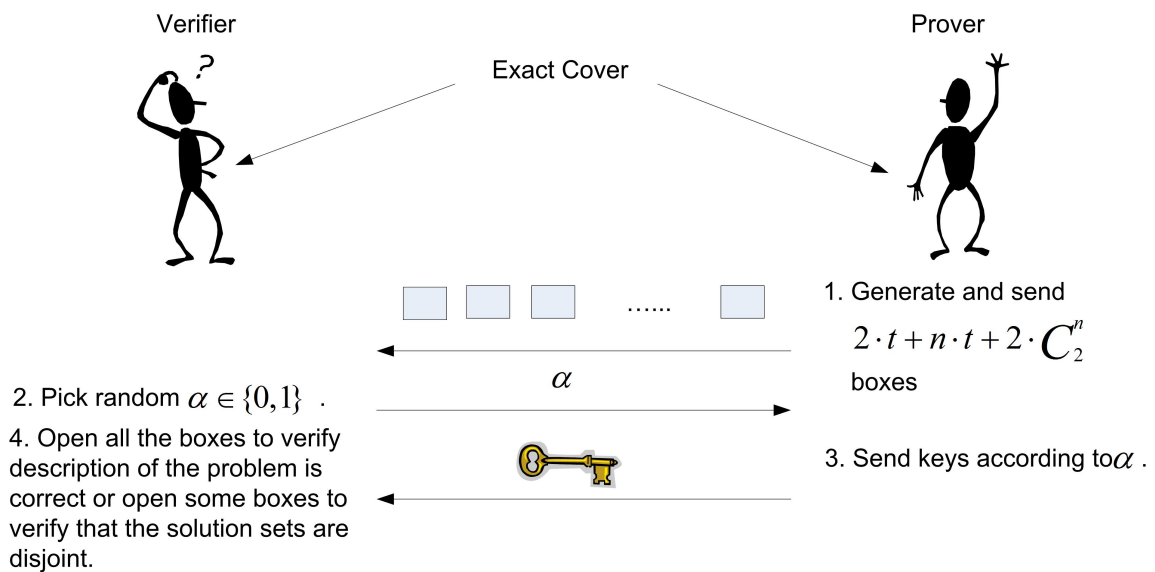 Verifier
Prover
?
Exact Cover
1. Generate and send
2·t+n·t+2·C₂ⁿ
boxes
......
α
2. Pick random α ∈ {0,1} .
4. Open all the boxes to verify
description of the problem is
correct or open some boxes to
verify that the solution sets are
disjoint.
3. Send keys according toα .